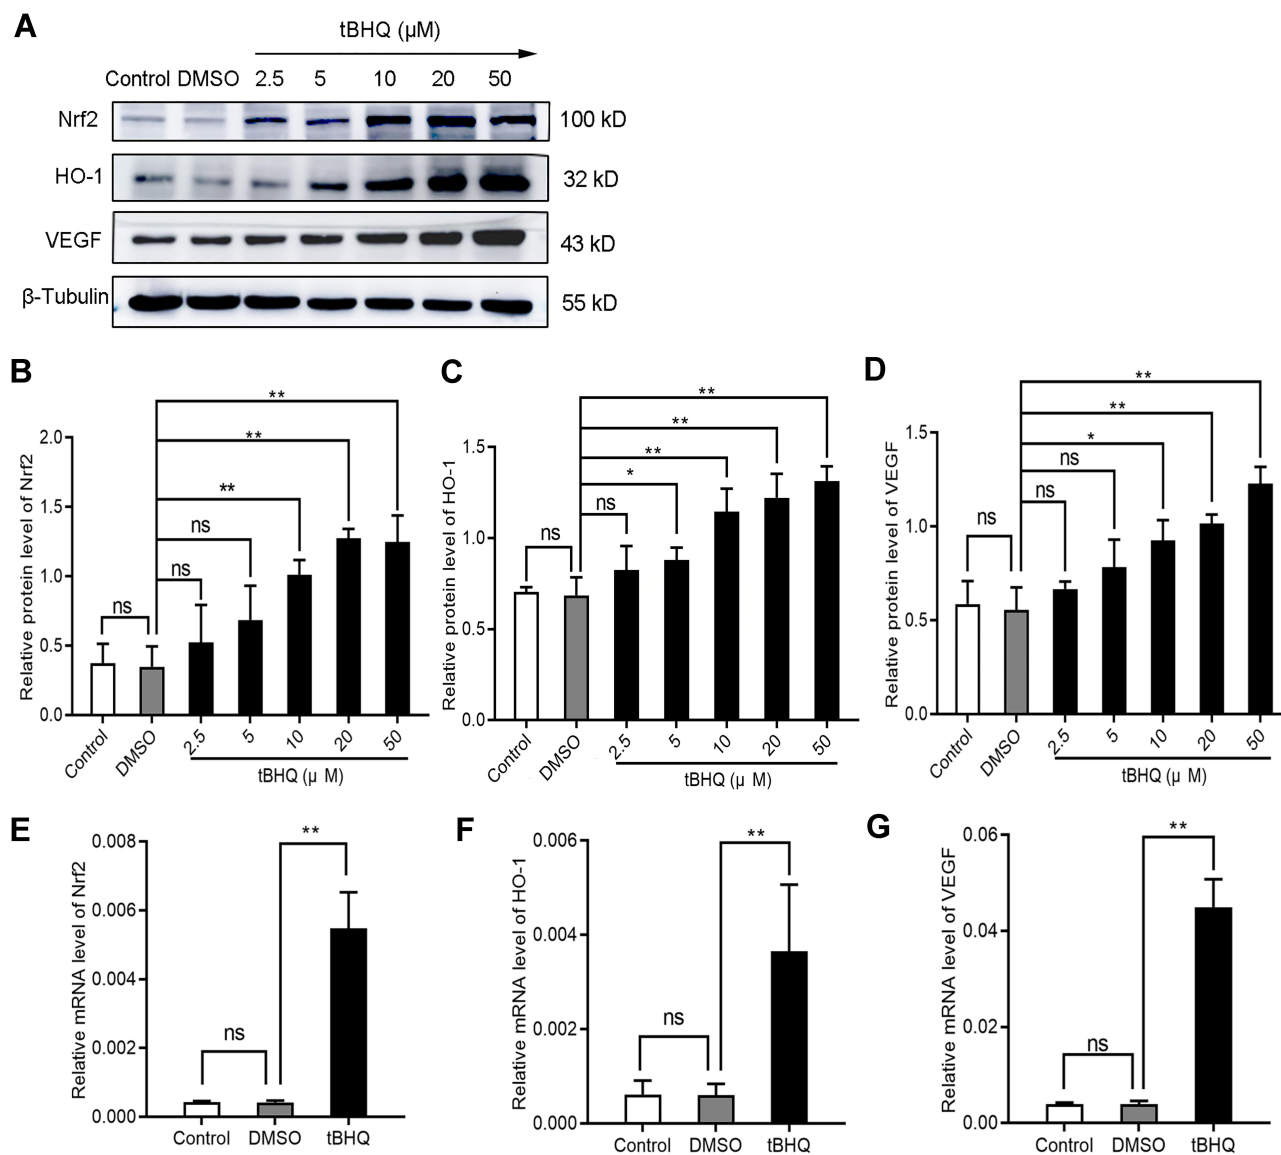 A
tBHQ (μM)
Control DMSO 2.5 5 10 20 50
Nrf2 100 kD
HO-1 32 kD
VEGF 43 kD
β-Tubulin 55 kD
B
Relative protein level of Nrf2
2.0
1.5
1.0
0.5
0.0
**
**
**
ns
ns
ns
Control DMSO 2.5 5 10 20 50
tBHQ (μ M)
C
Relative protein level of HO-1
1.5
1.0
0.5
0.0
**
**
**
*
ns
ns
Control DMSO 2.5 5 10 20 50
tBHQ (μ M)
D
Relative protein level of VEGF
1.5
1.0
0.5
0.0
**
**
*
ns
ns
ns
Control DMSO 2.5 5 10 20 50
tBHQ (μ M)
E
Relative mRNA level of Nrf2
0.008
0.006
0.004
0.002
0.000
**
ns
Control DMSO tBHQ
F
Relative mRNA level of HO-1
0.006
0.004
0.002
0.000
**
ns
Control DMSO tBHQ
G
Relative mRNA level of VEGF
0.06
0.04
0.02
0.00
**
ns
Control DMSO tBHQ